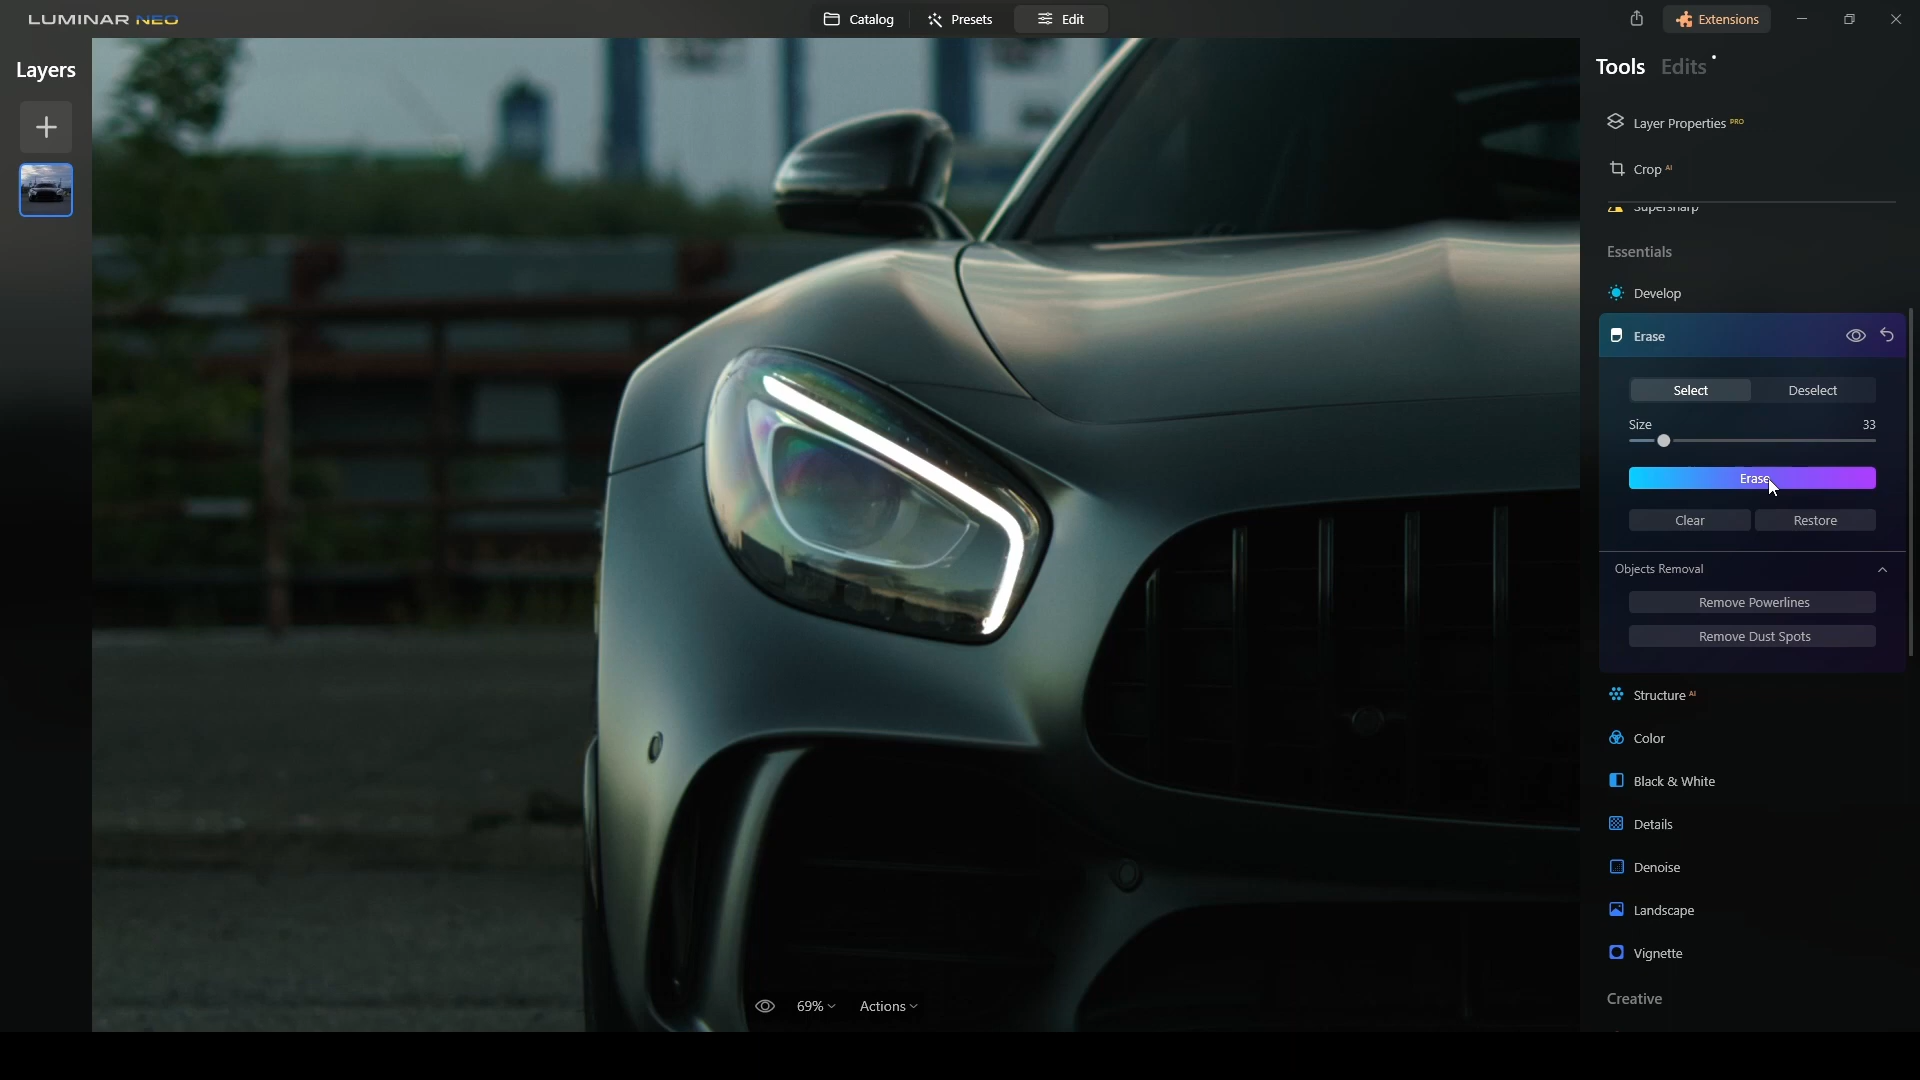 LUMINAR NEO
Catalog
Presets
Edit
Extensions
Layers
Tools
Edits
Layer Properties PRO
Crop AI
Supersharp
Essentials
Develop
Erase
Select
Deselect
Size
33
Erase
Clear
Restore
Objects Removal
Remove Powerlines
Remove Dust Spots
Structure AI
Color
Black & White
Details
Denoise
Landscape
Vignette
Creative
69%
Actions